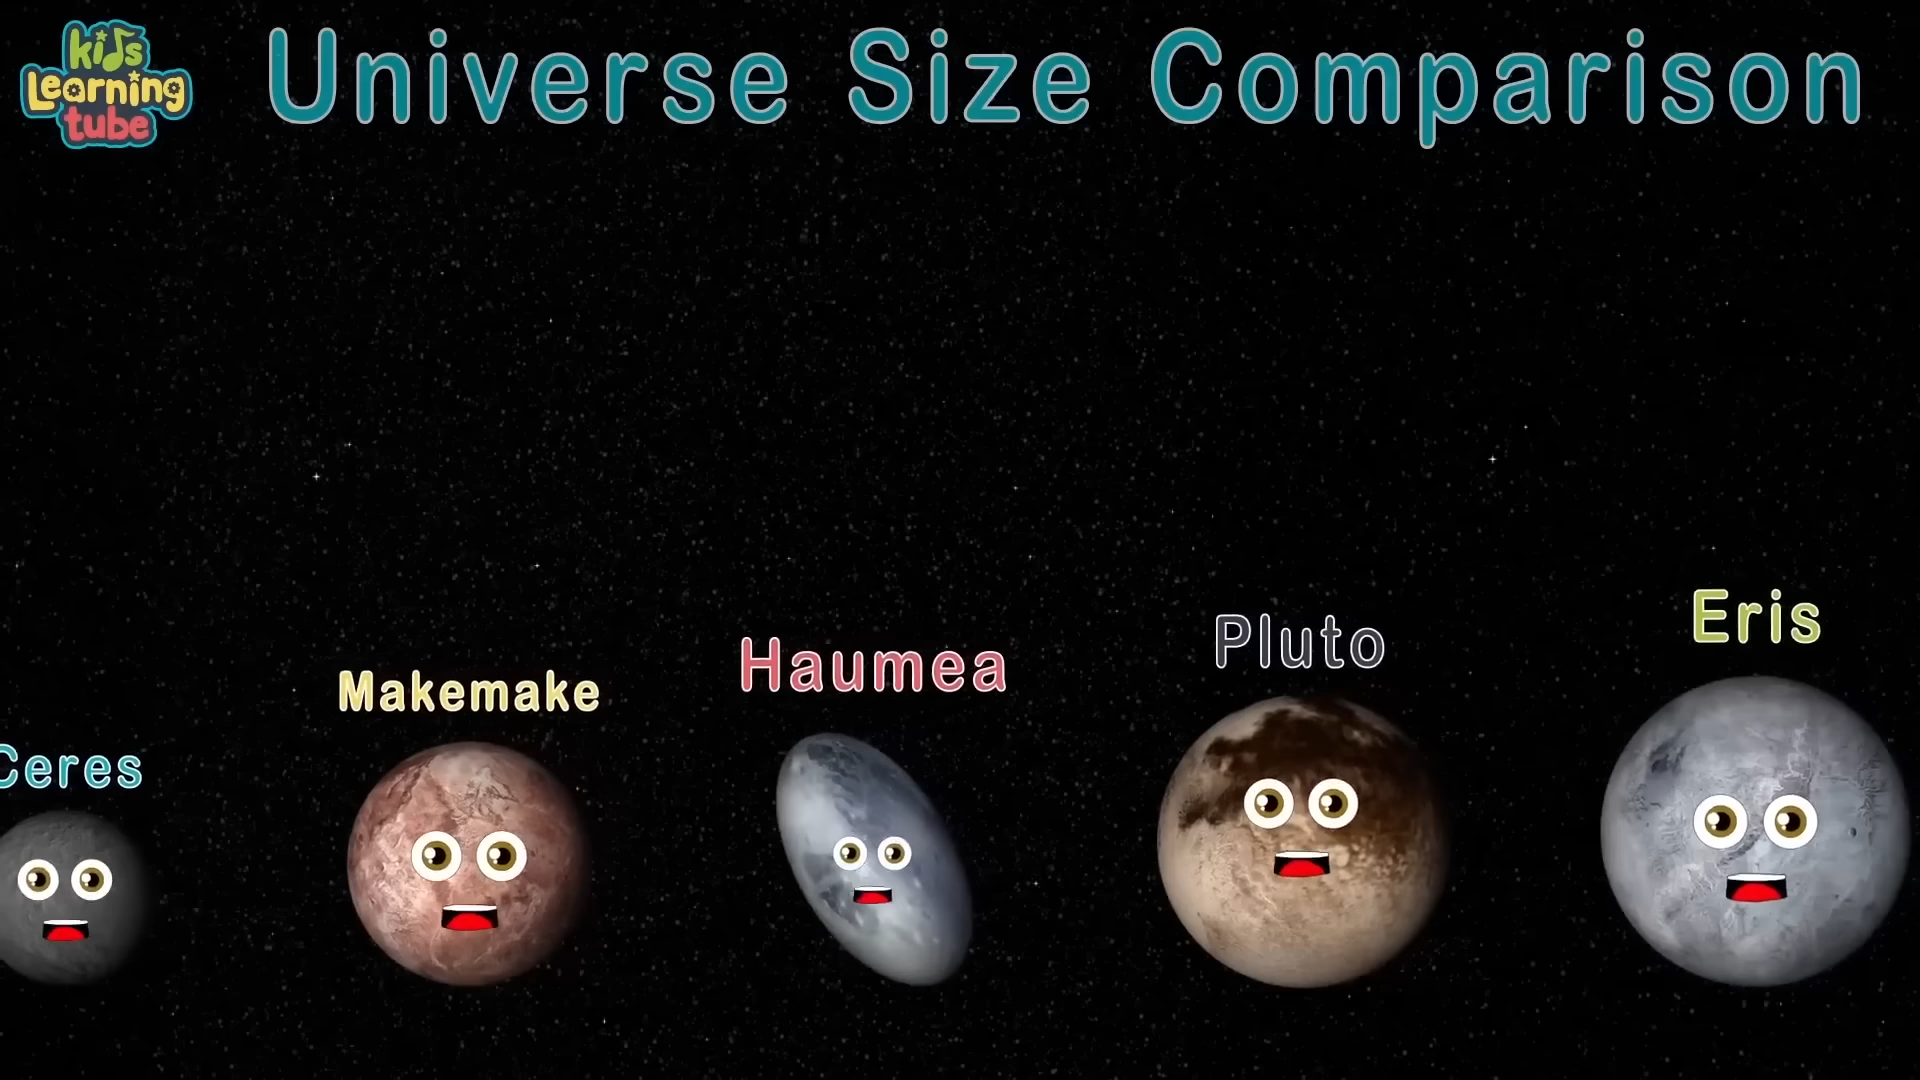 kids
Learning
tube
Universe Size Comparison
Ceres
Makemake
Haumea
Pluto
Eris